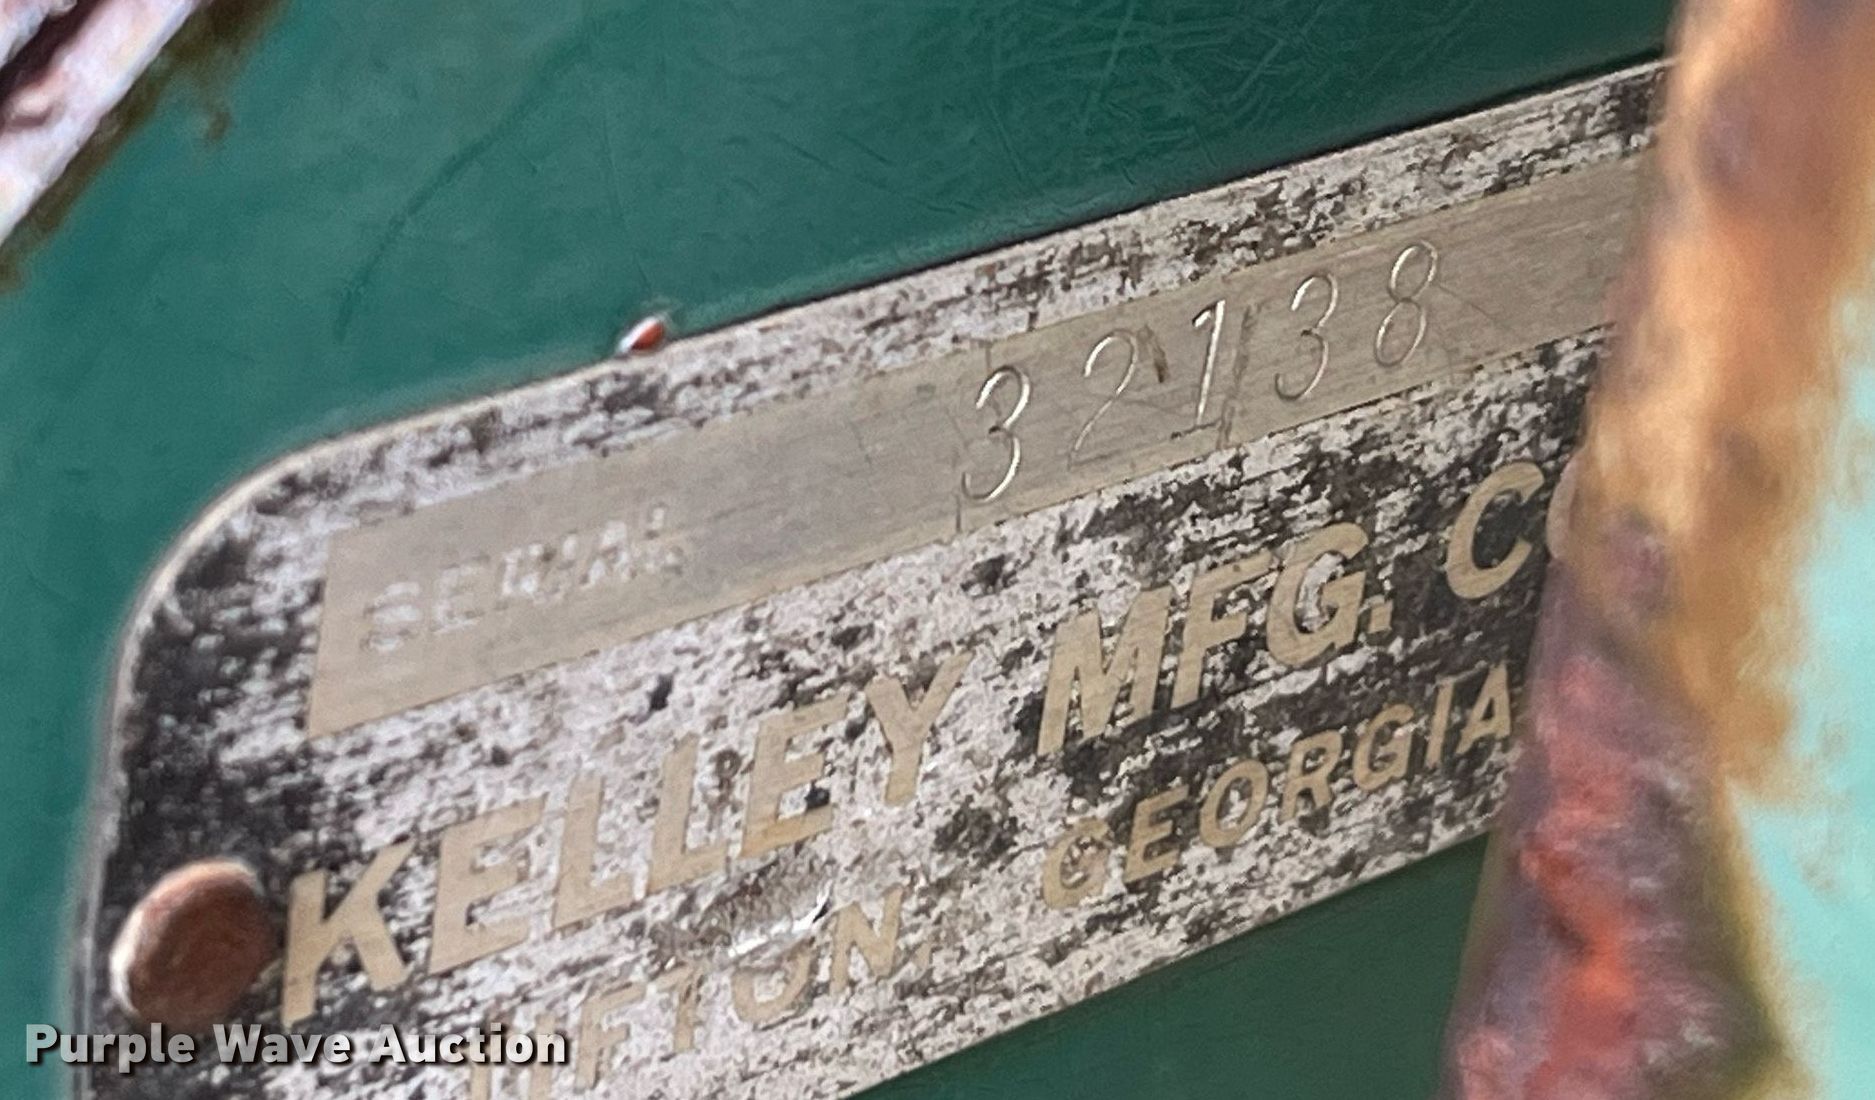 SERIAL 32138
KELLEY MFG. CO
TIFTON, GEORGIA
Purple Wave Auction